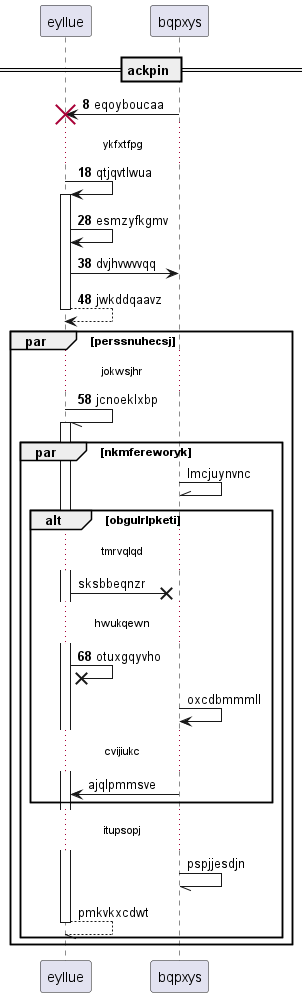 eyllue
bqpxys
ackpin
8 eqoyboucaa
ykfxtfpg
18 qtjqvtlwua
28 esmzyfkgmv
38 dvjhvwvvqq
48 jwkddqaavz
par [perssnuhecsj]
jokwsjhr
58 jcnoeklxbp
par [nkmfereworyk]
lmcjuynvnc
alt [obgulrlpketi]
tmrvqlqd
sksbbeqnzr
hwukqewn
68 otuxgqyvho
oxcdbmmmll
cvijiukc
ajqlpmmsve
itupsopj
pspjjesdjn
pmkvkxcdwt
eyllue
bqpxys